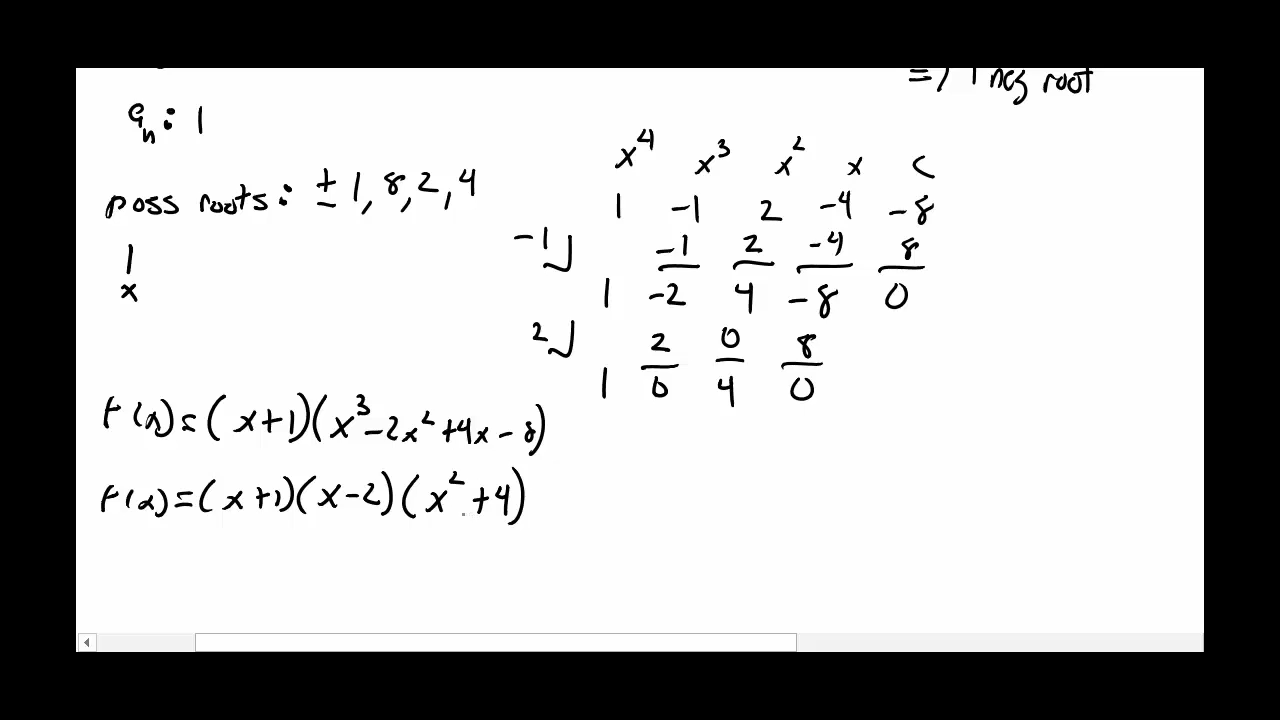 => 1 neg root
a_n : 1
poss roots: ± 1, 8, 2, 4
1
x
x^4 x^3 x^2 x c
1 -1 2 -4 -8
-1 -1 2 -4 8
1 -2 4 -8 0
2 2 0 8
1 0 4 0
f(x) = (x+1)(x^3-2x^2+4x-8)
f(x) = (x+1)(x-2)(x^2+4)